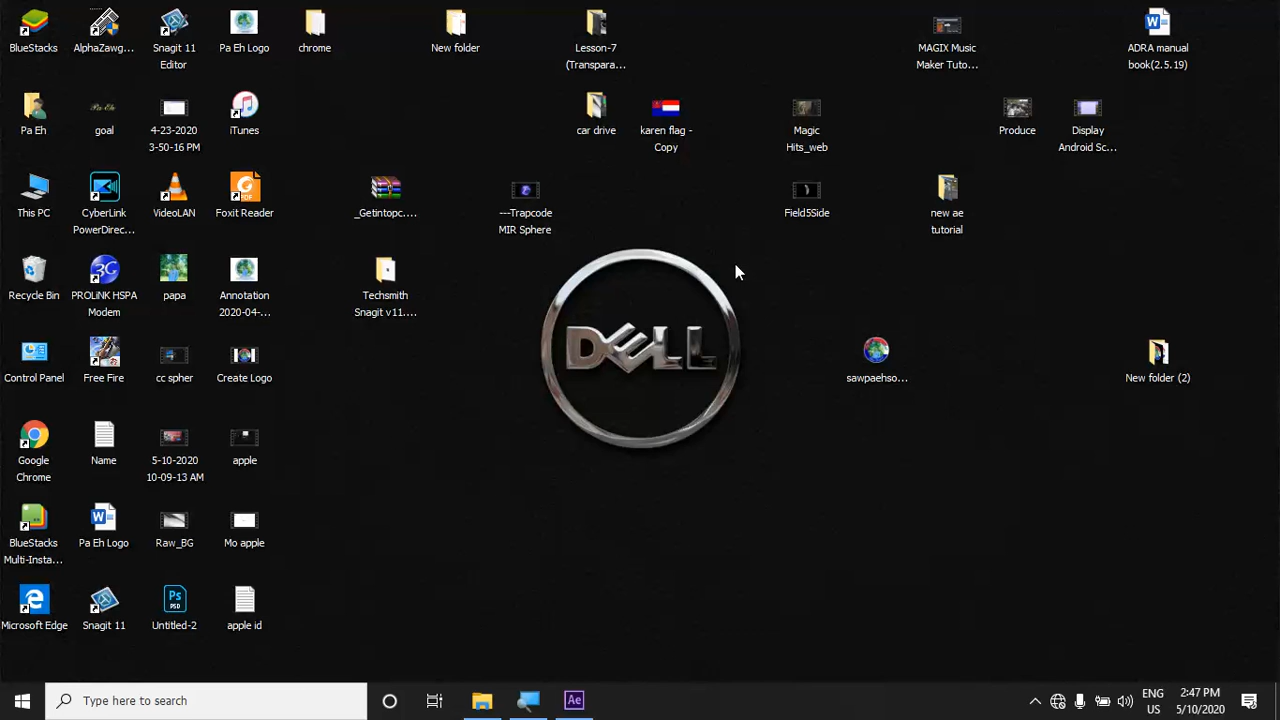 BlueStacks
AlphaZawg...
Snagit 11
Editor
Pa Eh Logo
chrome
New folder
Lesson-7
(Transpara...
MAGIX Music
Maker Tuto...
ADRA manual
book(2.5.19)
Pa Eh
Pa Eh
goal
4-23-2020
3-50-16 PM
iTunes
car drive
karen flag -
Copy
Magic
Hits_web
Produce
Display
Android Sc...
This PC
CyberLink
PowerDirec...
VideoLAN
Foxit Reader
_Getintopc....
---Trapcode
MIR Sphere
Field5Side
new ae
tutorial
Recycle Bin
3G
PROLiNK HSPA
Modem
papa
Annotation
2020-04-...
Techsmith
Snagit v11....
DELL
Control Panel
Free Fire
cc spher
Create Logo
sawpaehso...
New folder (2)
Google
Chrome
Name
5-10-2020
10-09-13 AM
apple
BlueStacks
Multi-Insta...
Pa Eh Logo
Raw_BG
Mo apple
Microsoft Edge
Snagit 11
Ps
PSD
Untitled-2
apple id
Type here to search
Ae
ENG
US
2:47 PM
5/10/2020